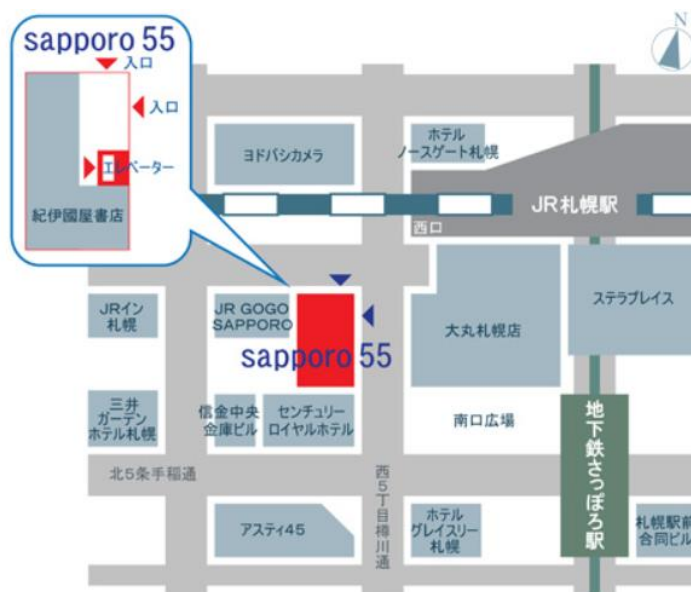 sapporo 55
入口
入口
エレベーター
紀伊國屋書店
N
ヨドバシカメラ
ホテル
ノースゲート札幌
JR札幌駅
西口
JRイン
札幌
JR GOGO
SAPPORO
sapporo 55
大丸札幌店
ステラプレイス
三井
ガーデン
ホテル札幌
信金中央
金庫ビル
センチュリー
ロイヤルホテル
南口広場
地下鉄さっぽろ駅
北5条手稲通
西5丁目樽川通
アスティ45
ホテル
グレイスリー
札幌
札幌駅前
合同ビル